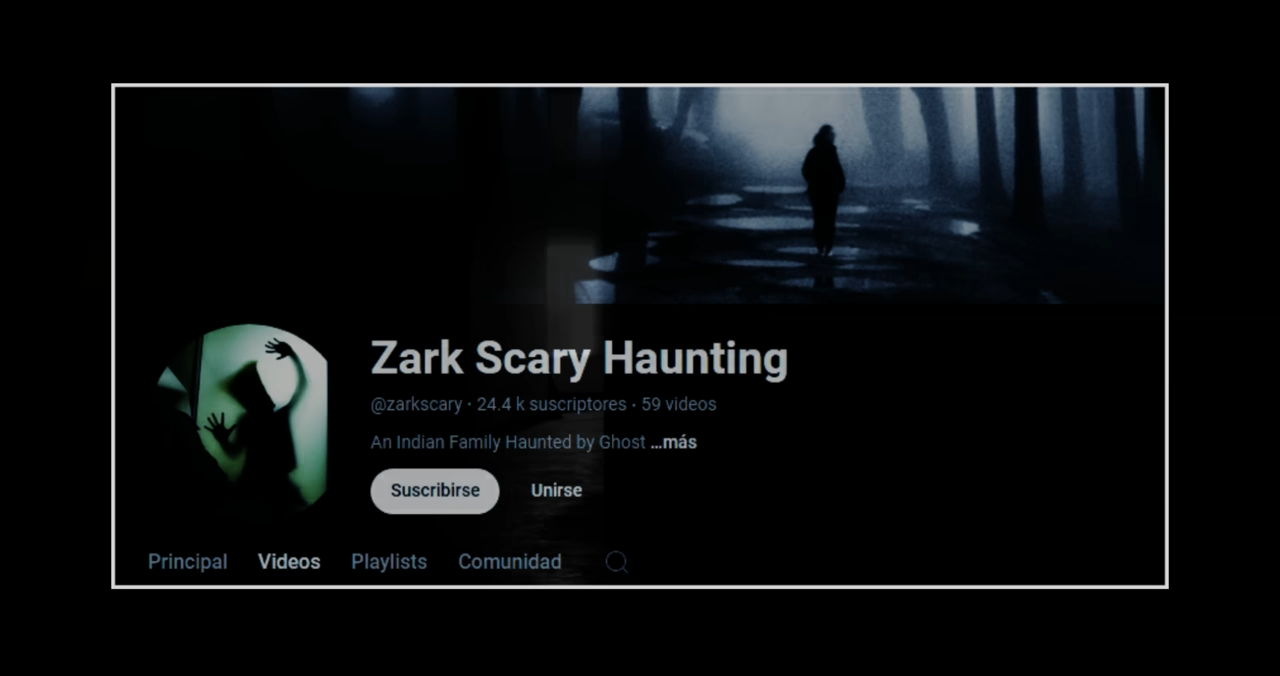 Zark Scary Haunting
@zarkscary · 24.4 k suscriptores · 59 videos
An Indian Family Haunted by Ghost ...más
Suscribirse Unirse
Principal Videos Playlists Comunidad